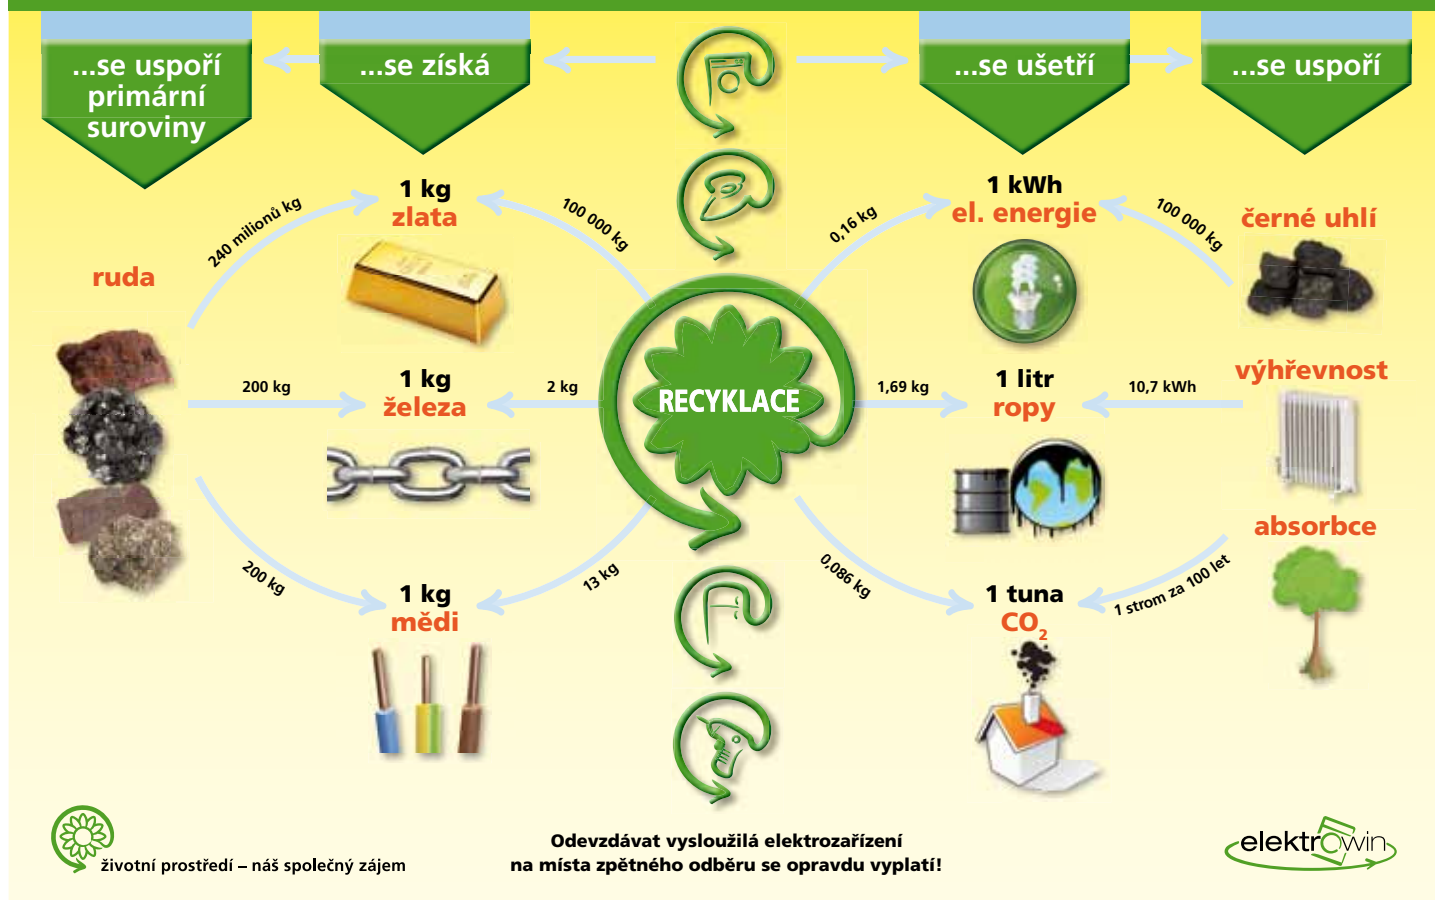 ...se uspoří
primární
suroviny
...se získá
...se ušetří
...se uspoří
ruda
240 milionů kg
1 kg
zlata
100 000 kg
200 kg
1 kg
železa
2 kg
200 kg
1 kg
mědi
13 kg
RECYKLACE
0,16 kg
1 kWh
el. energie
100 000 kg
černé uhlí
1,69 kg
1 litr
ropy
10,7 kWh
výhřevnost
0,086 kg
1 tuna
CO2
1 strom za 100 let
absorbce
životní prostředí – náš společný zájem
Odevzdávat vysloužilá elektrozařízení
na místa zpětného odběru se opravdu vyplatí!
elektrowin